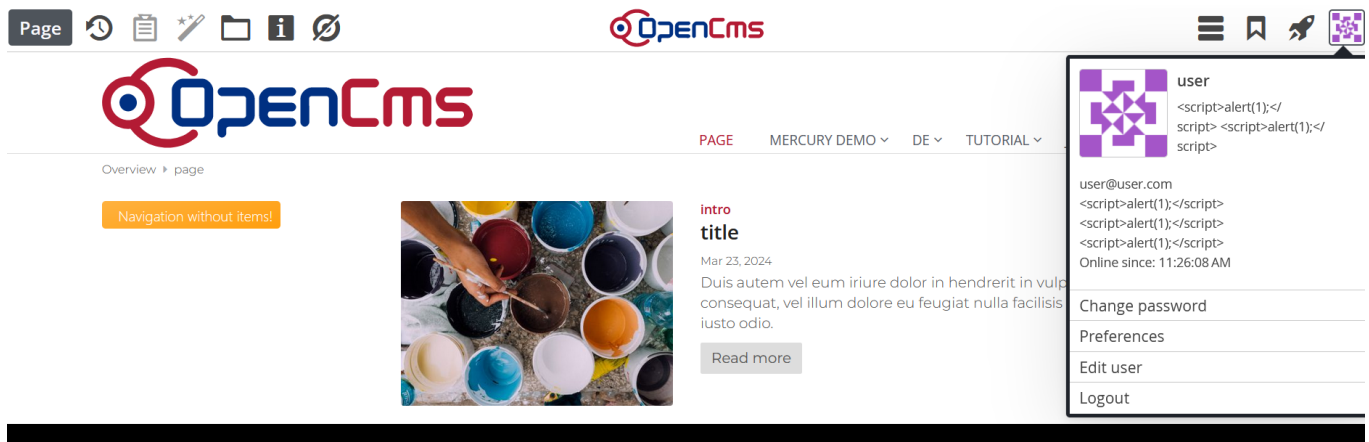 Page
OpenCms
OpenCms
PAGE MERCURY DEMO DE TUTORIAL
Overview page
Navigation without items!
intro
title
Mar 23, 2024
Duis autem vel eum iriure dolor in hendrerit in vulp
consequat, vel illum dolore eu feugiat nulla facilisis
iusto odio.
Read more
user
<script>alert(1);</
script> <script>alert(1);</
script>
user@user.com
<script>alert(1);</script>
<script>alert(1);</script>
<script>alert(1);</script>
Online since: 11:26:08 AM
Change password
Preferences
Edit user
Logout